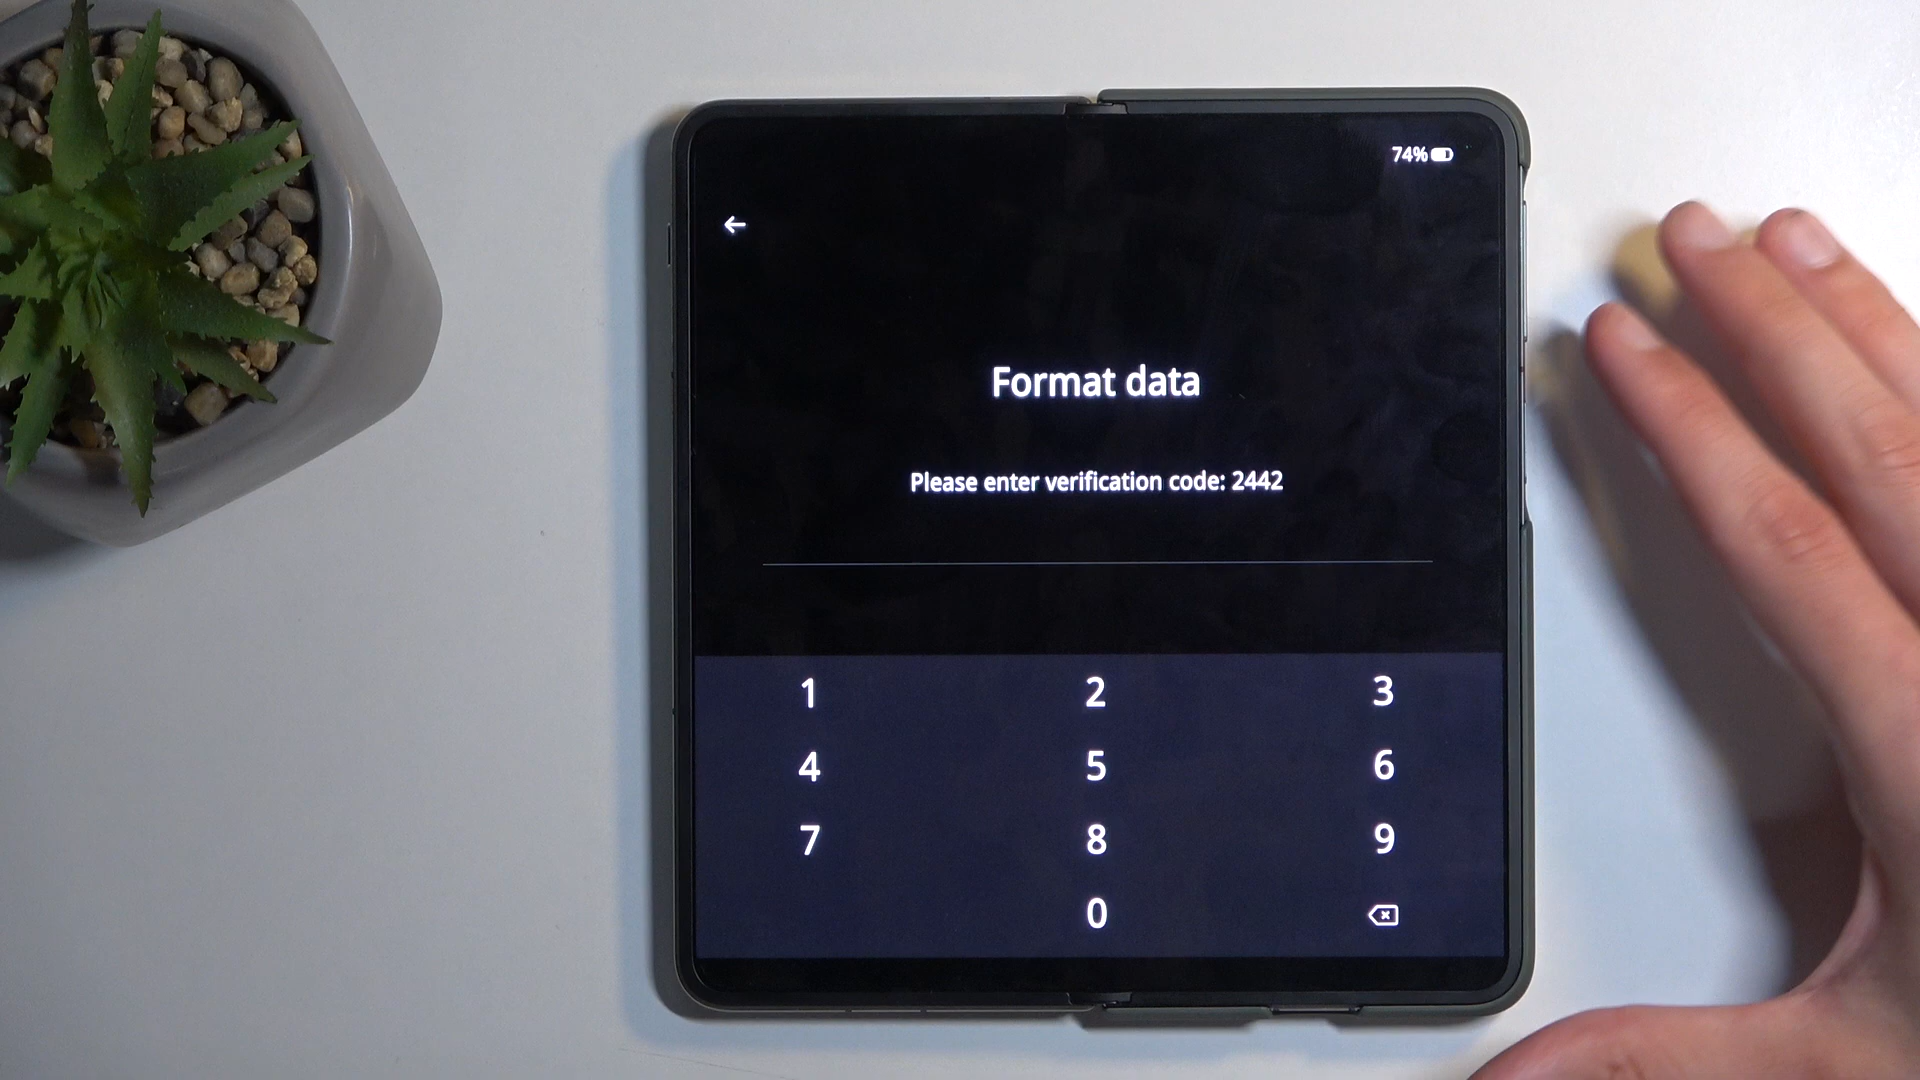 74%
Format data
Please enter verification code: 2442
1 2 3
4 5 6
7 8 9
0